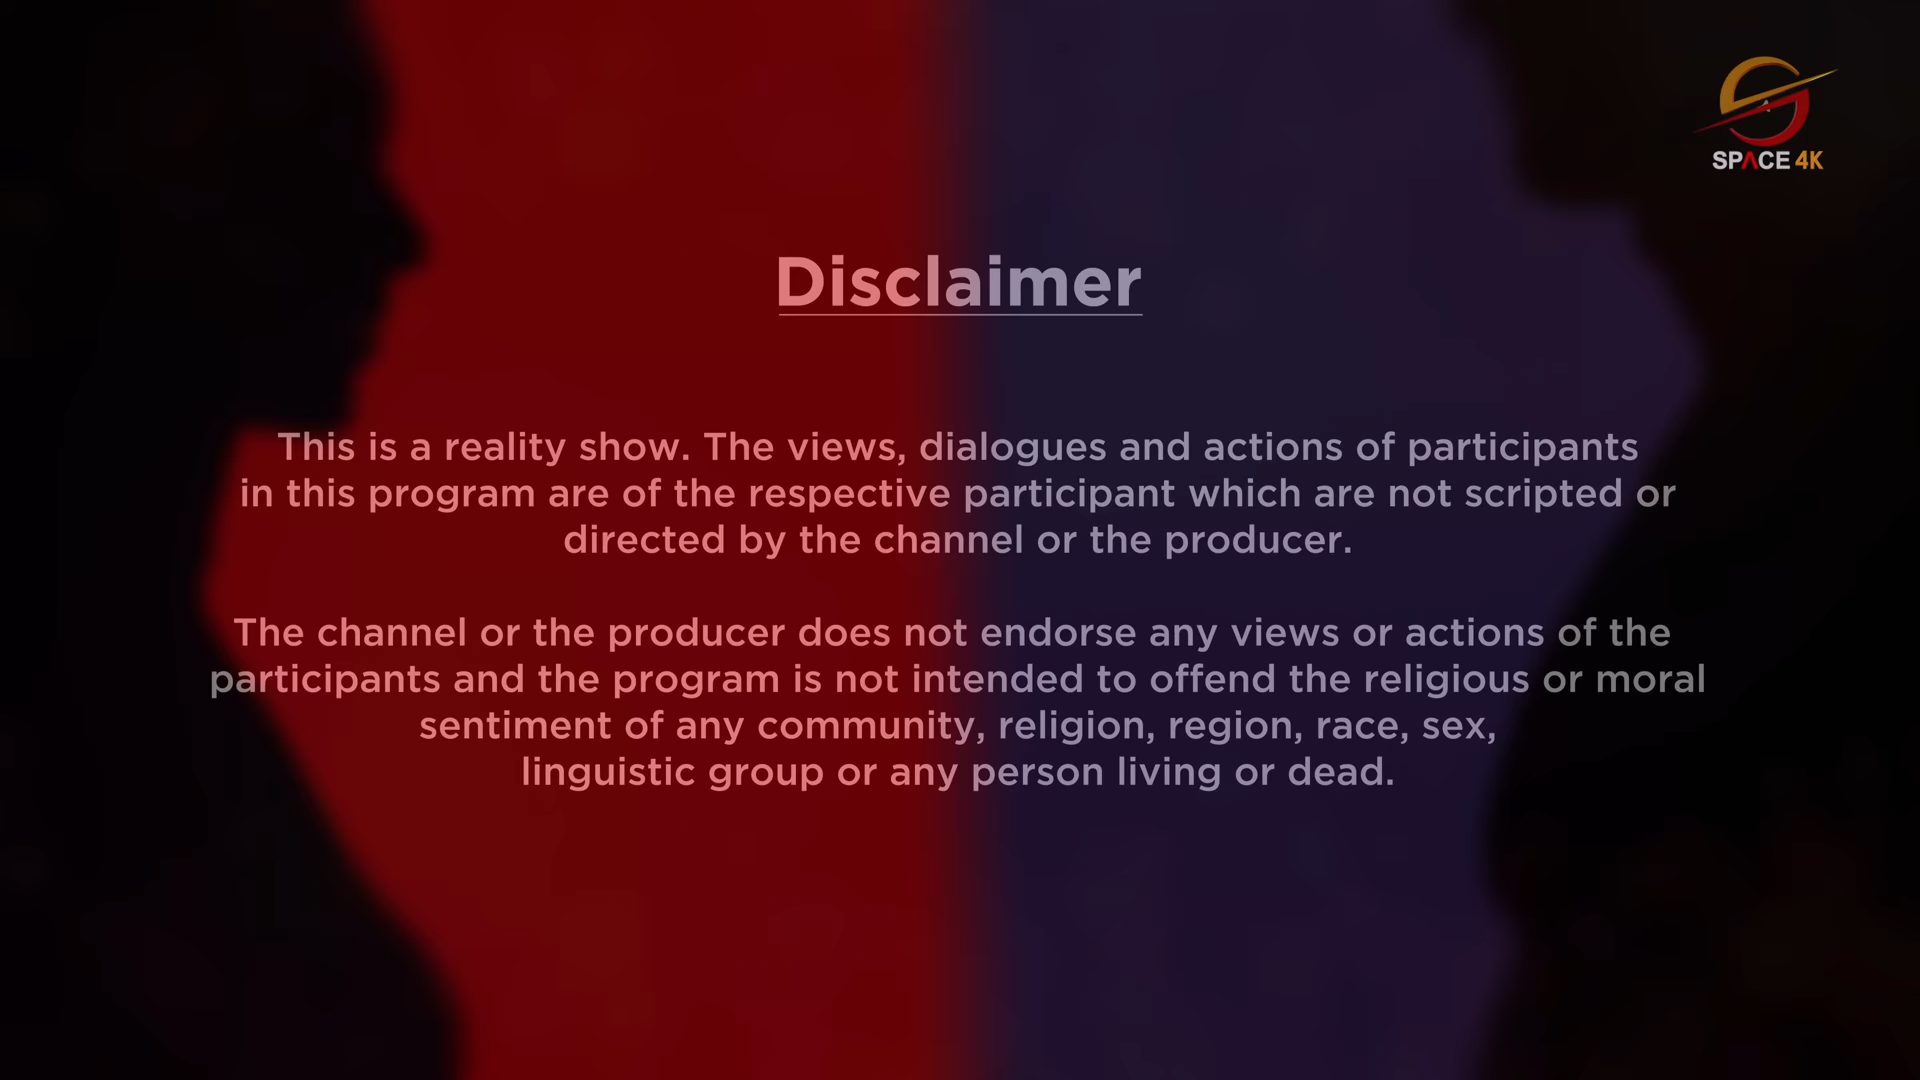 SPACE 4K
Disclaimer
This is a reality show. The views, dialogues and actions of participants
in this program are of the respective participant which are not scripted or
directed by the channel or the producer.
The channel or the producer does not endorse any views or actions of the
participants and the program is not intended to offend the religious or moral
sentiment of any community, religion, region, race, sex,
linguistic group or any person living or dead.